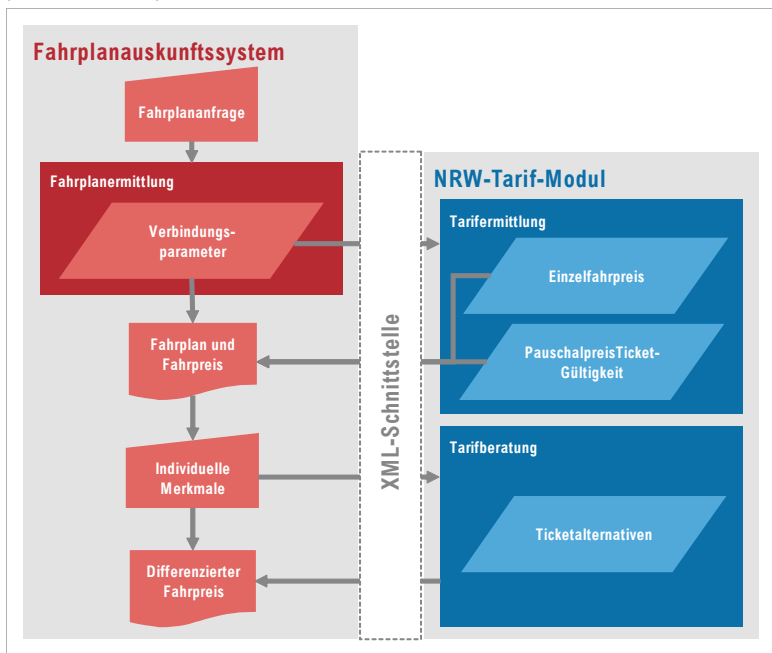 Fahrplanauskunftssystem
Fahrplananfrage
Fahrplanermittlung
Verbindungs-
parameter
Fahrplan und
Fahrpreis
Individuelle
Merkmale
Differenzierter
Fahrpreis
XML-Schnittstelle
NRW-Tarif-Modul
Tarifermittlung
Einzelfahrpreis
PauschalpreisTicket-
Gültigkeit
Tarifberatung
Ticketalternativen